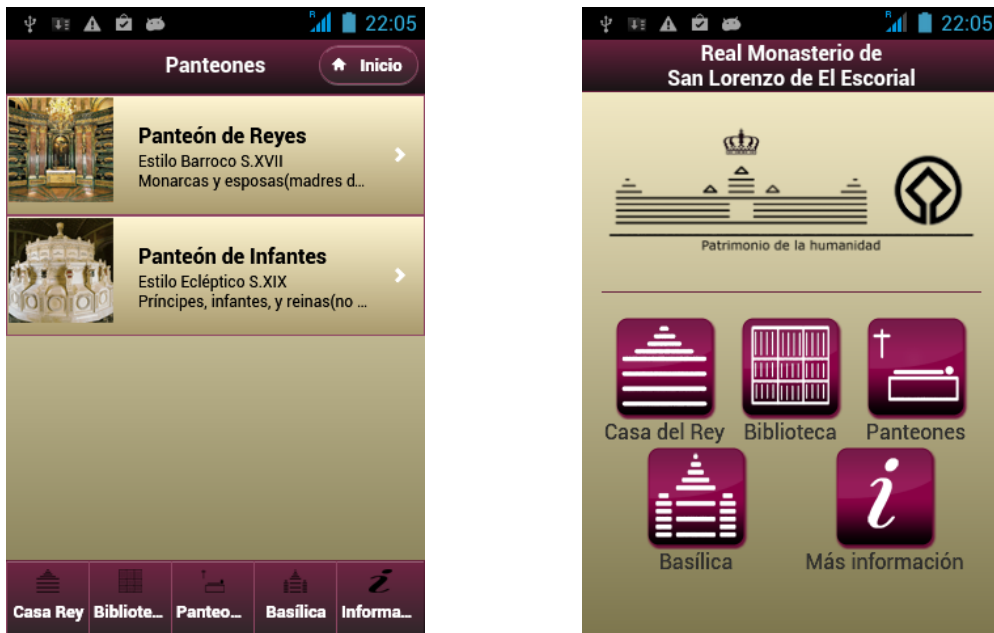 R
22:05
Panteones
Inicio
Panteón de Reyes
Estilo Barroco S.XVII
Monarcas y esposas(madres d...
Panteón de Infantes
Estilo Ecléptico S.XIX
Príncipes, infantes, y reinas(no ...
Casa Rey Bibliote... Panteo... Basílica Informa...
R
22:05
Real Monasterio de
San Lorenzo de El Escorial
Patrimonio de la humanidad
Casa del Rey Biblioteca Panteones
Basílica Más información